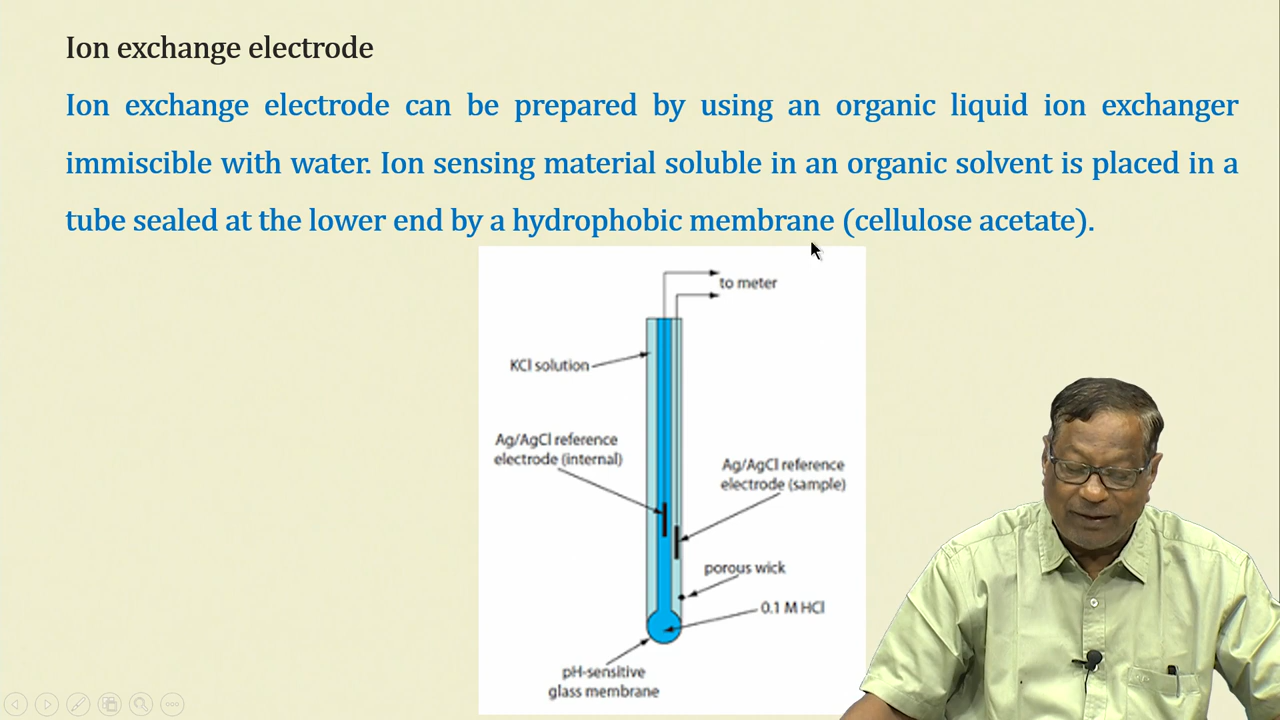 Ion exchange electrode
Ion exchange electrode can be prepared by using an organic liquid ion exchanger
immiscible with water. Ion sensing material soluble in an organic solvent is placed in a
tube sealed at the lower end by a hydrophobic membrane (cellulose acetate).
to meter
KCl solution
Ag/AgCl reference
electrode (internal)
Ag/AgCl reference
electrode (sample)
porous wick
0.1 M HCl
pH-sensitive
glass membrane